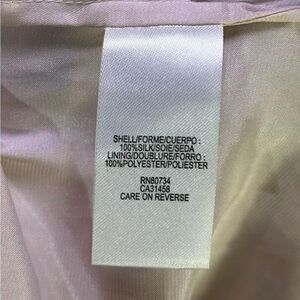 SHELL/FORME/CUERPO :
100%SILK/SOIE/SEDA
LINING/DOUBLURE/FORRO :
100%POLYESTER/POLIESTER
RN80734
CA31458
CARE ON REVERSE